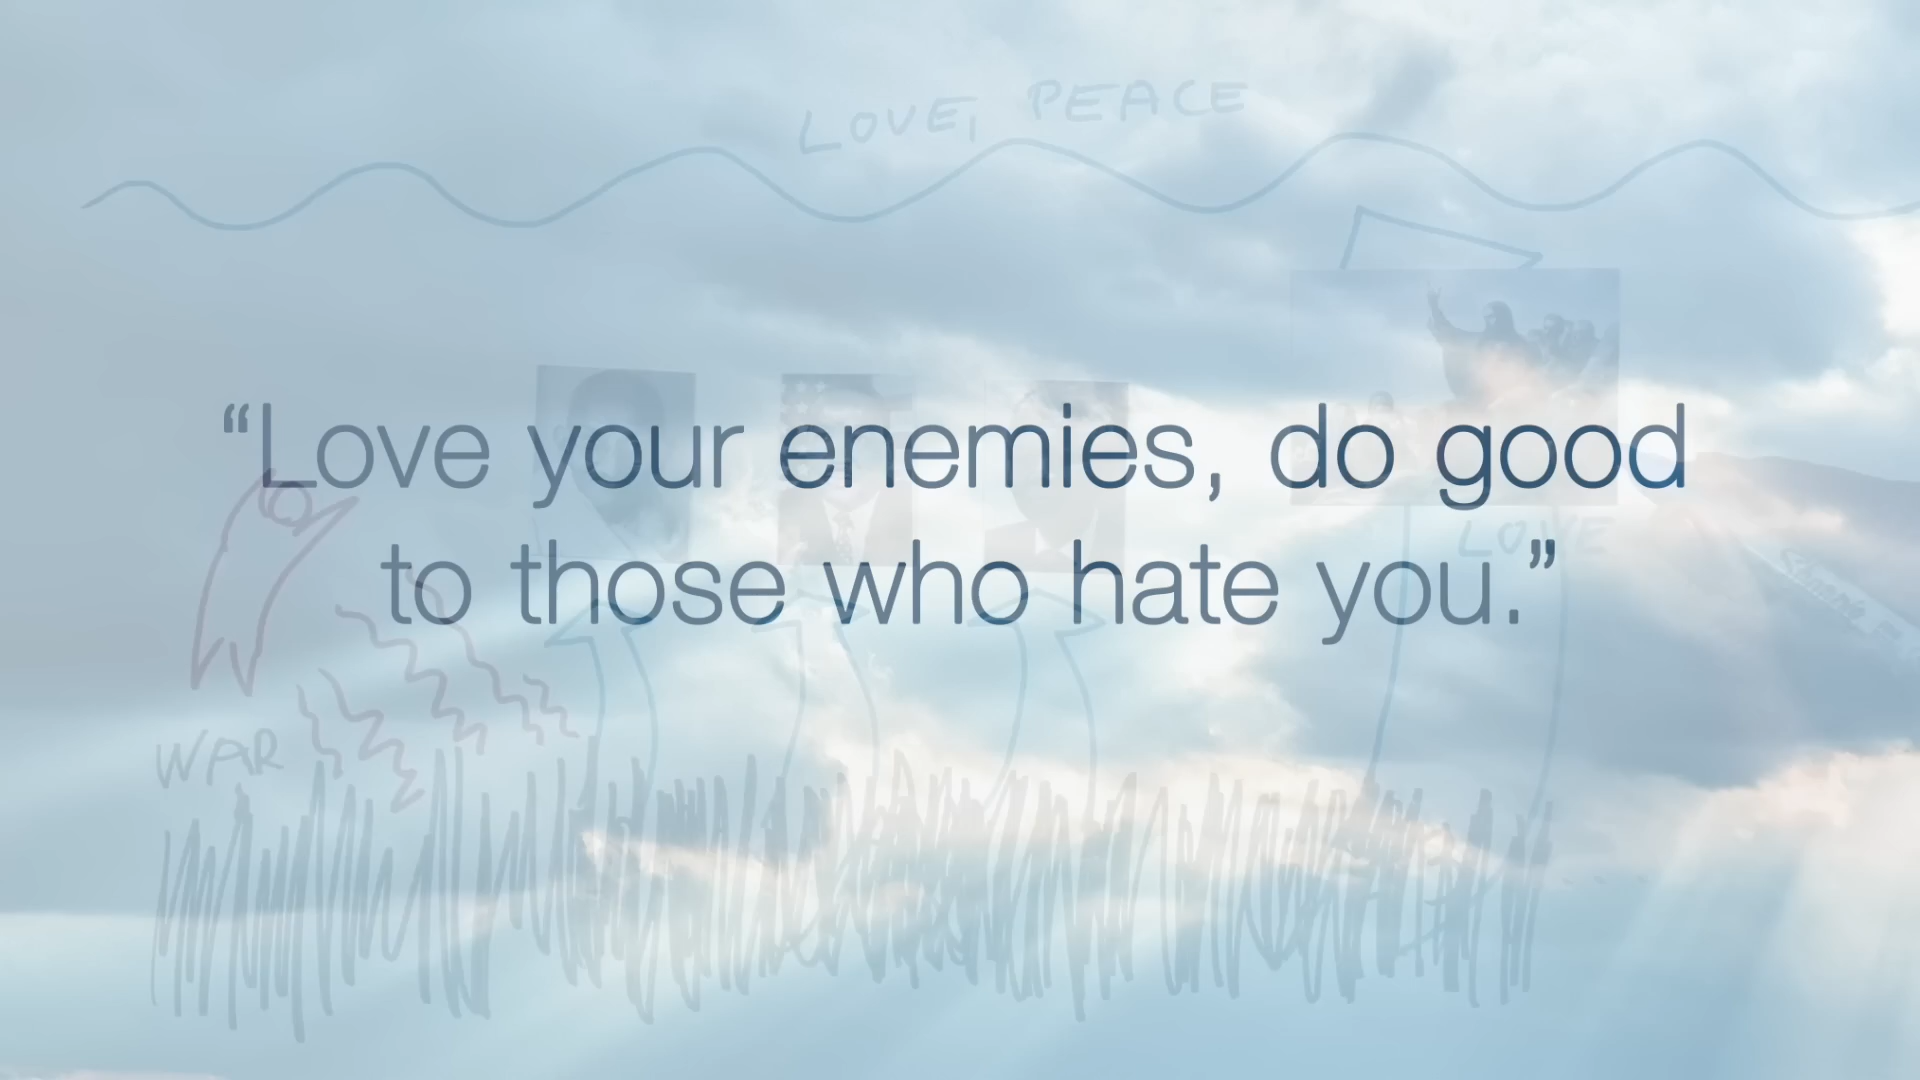 LOVE, PEACE
“Love your enemies, do good
LOVE
to those who hate you.”
WAR